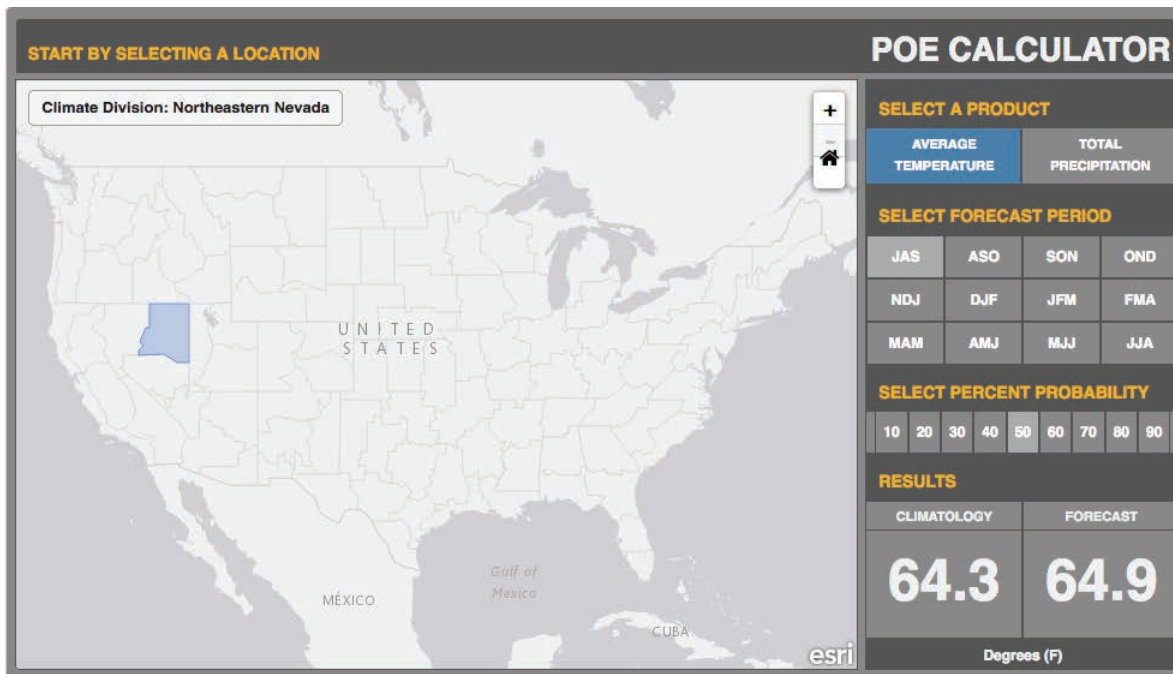 START BY SELECTING A LOCATION
POE CALCULATOR
Climate Division: Northeastern Nevada
+
−
UNITED
STATES
MÉXICO
Gulf of
Mexico
CUBA
esri
SELECT A PRODUCT
AVERAGE
TEMPERATURE
TOTAL
PRECIPITATION
SELECT FORECAST PERIOD
JAS ASO SON OND
NDJ DJF JFM FMA
MAM AMJ MJJ JJA
SELECT PERCENT PROBABILITY
10 20 30 40 50 60 70 80 90
RESULTS
CLIMATOLOGY FORECAST
64.3 64.9
Degrees (F)